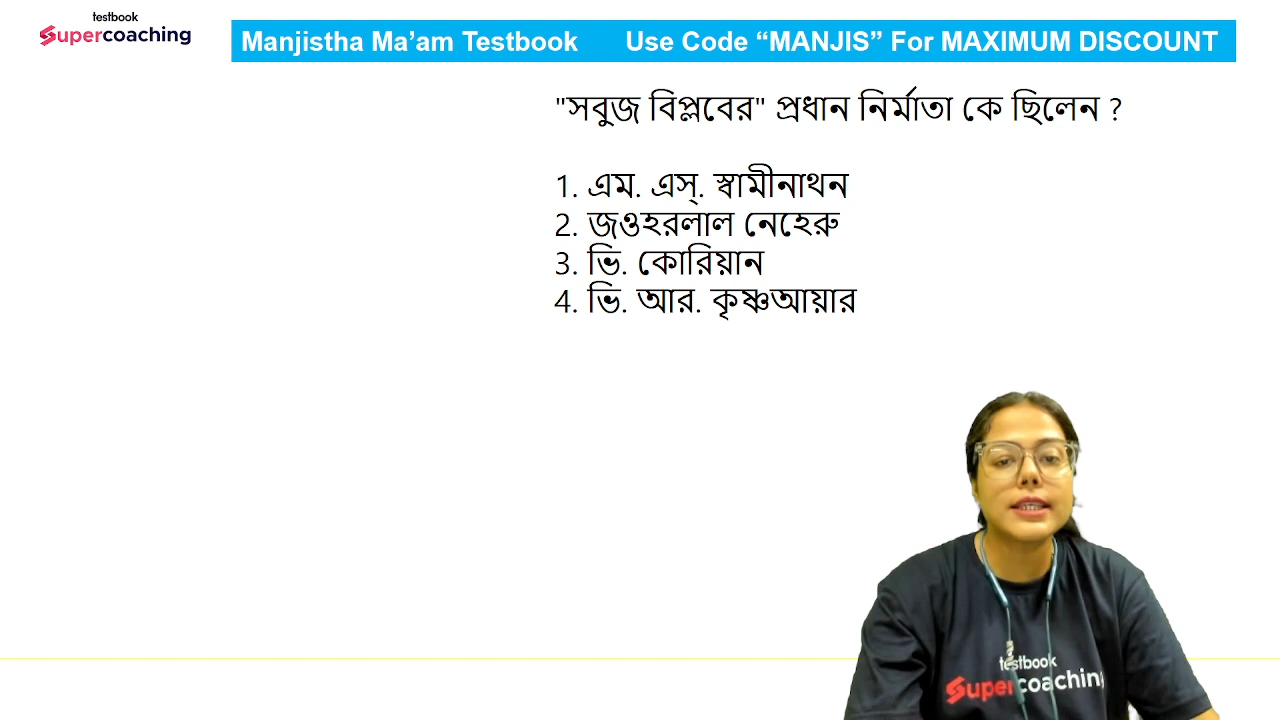 testbook
Supercoaching
Manjistha Ma’am Testbook Use Code “MANJIS” For MAXIMUM DISCOUNT
"সবুজ বিপ্লবের" প্রধান নির্মাতা কে ছিলেন ?
1. এম. এস্. স্বামীনাথন
2. জওহরলাল নেহেরু
3. ভি. কোরিয়ান
4. ভি. আর. কৃষ্ণআয়ার
testbook
Supercoaching